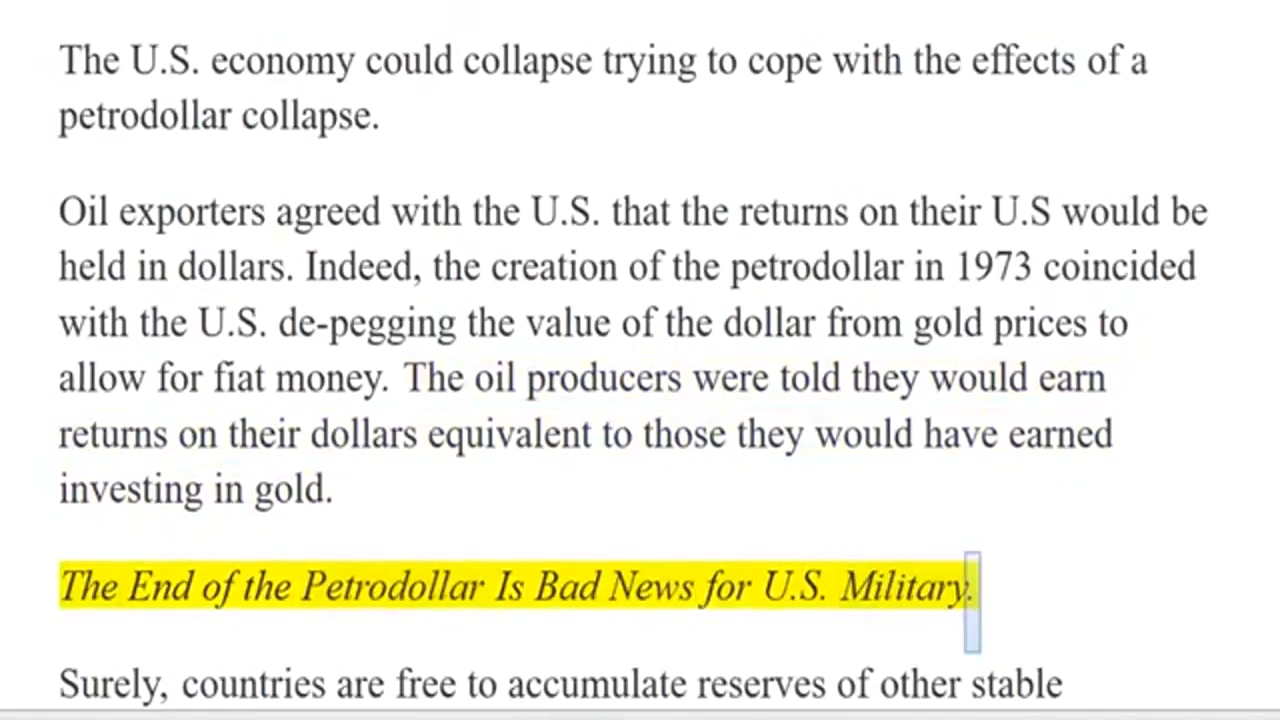 The U.S. economy could collapse trying to cope with the effects of a
petrodollar collapse.
Oil exporters agreed with the U.S. that the returns on their U.S would be
held in dollars. Indeed, the creation of the petrodollar in 1973 coincided
with the U.S. de-pegging the value of the dollar from gold prices to
allow for fiat money. The oil producers were told they would earn
returns on their dollars equivalent to those they would have earned
investing in gold.
The End of the Petrodollar Is Bad News for U.S. Military.
Surely, countries are free to accumulate reserves of other stable